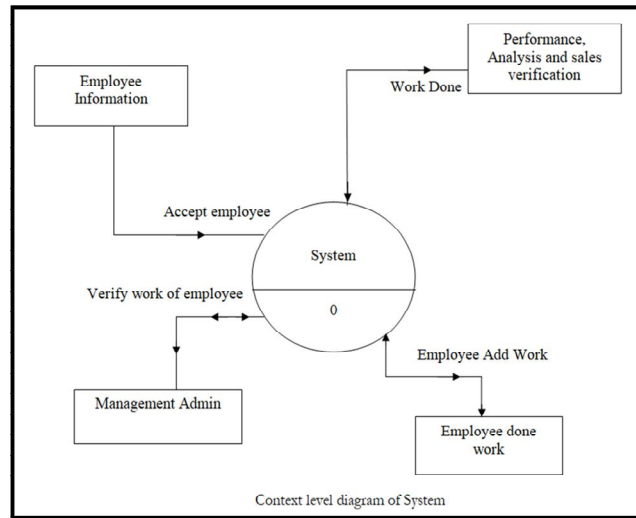 Performance,
Analysis and sales
verification
Employee
Information
Work Done
Accept employee
System
Verify work of employee
0
Employee Add Work
Management Admin
Employee done
work
Context level diagram of System